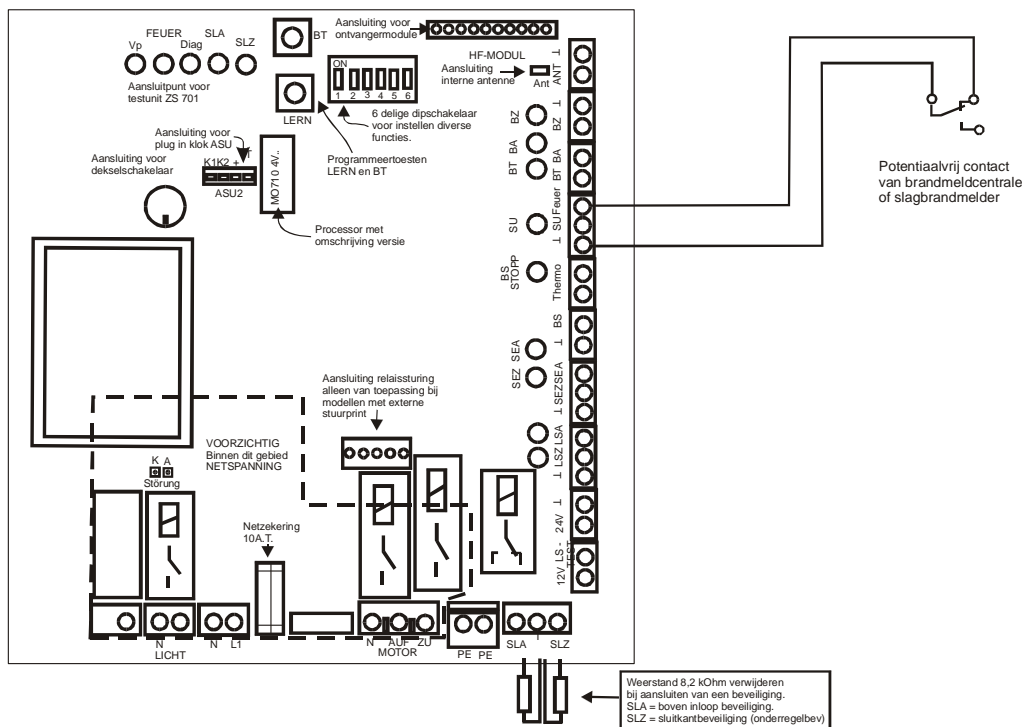 FEUER
SLA
Vp
Diag
SLZ
Aansluitpunt voor
testunit ZS 701
BT
Aansluiting voor
ontvangermodule
HF-MODUL
Aansluiting
interne antenne
Ant
ON
1 2 3 4 5 6
LERN
6 delige dipschakelaar
voor instellen diverse
functies.
Programmeertoesten
LERN en BT
Aansluiting voor
plug in klok ASU
K1K2 + T
ASU2
MO710 4V..
Aansluiting voor
dekselschakelaar
Processor met
omschrijving versie
BZ
BT BA
SU
BS
STOPP
SEA
SEZ
ANT ⊥
BZ ⊥
BT BA
⊥ SU Feuer
Thermo
⊥ BS
⊥ SEZSEA
⊥ LSZ LSA
24V ⊥
12V LS -
TEST
Potentiaalvrij contact
van brandmeldcentrale
of slagbrandmelder
Aansluiting relaissturing
alleen van toepassing bij
modellen met externe
stuurprint
VOORZICHTIG
Binnen dit gebied
NETSPANNING
K A
Störung
Netzekering
10A.T.
N
LICHT
N L1
N AUF ZU
MOTOR
PE PE
SLA ⊥ SLZ
Weerstand 8,2 kOhm verwijderen
bij aansluiten van een beveiliging.
SLA = boven inloop beveiliging.
SLZ = sluitkantbeveiliging (onderregelbev)